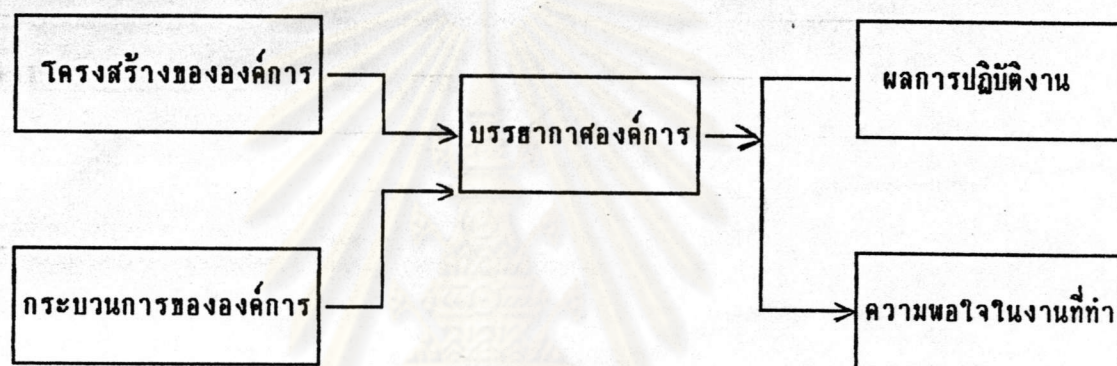 โครงสร้างขององค์การ
ผลการปฏิบัติงาน
บรรยากาศองค์การ
กระบวนการขององค์การ
ความพอใจในงานที่ทำ